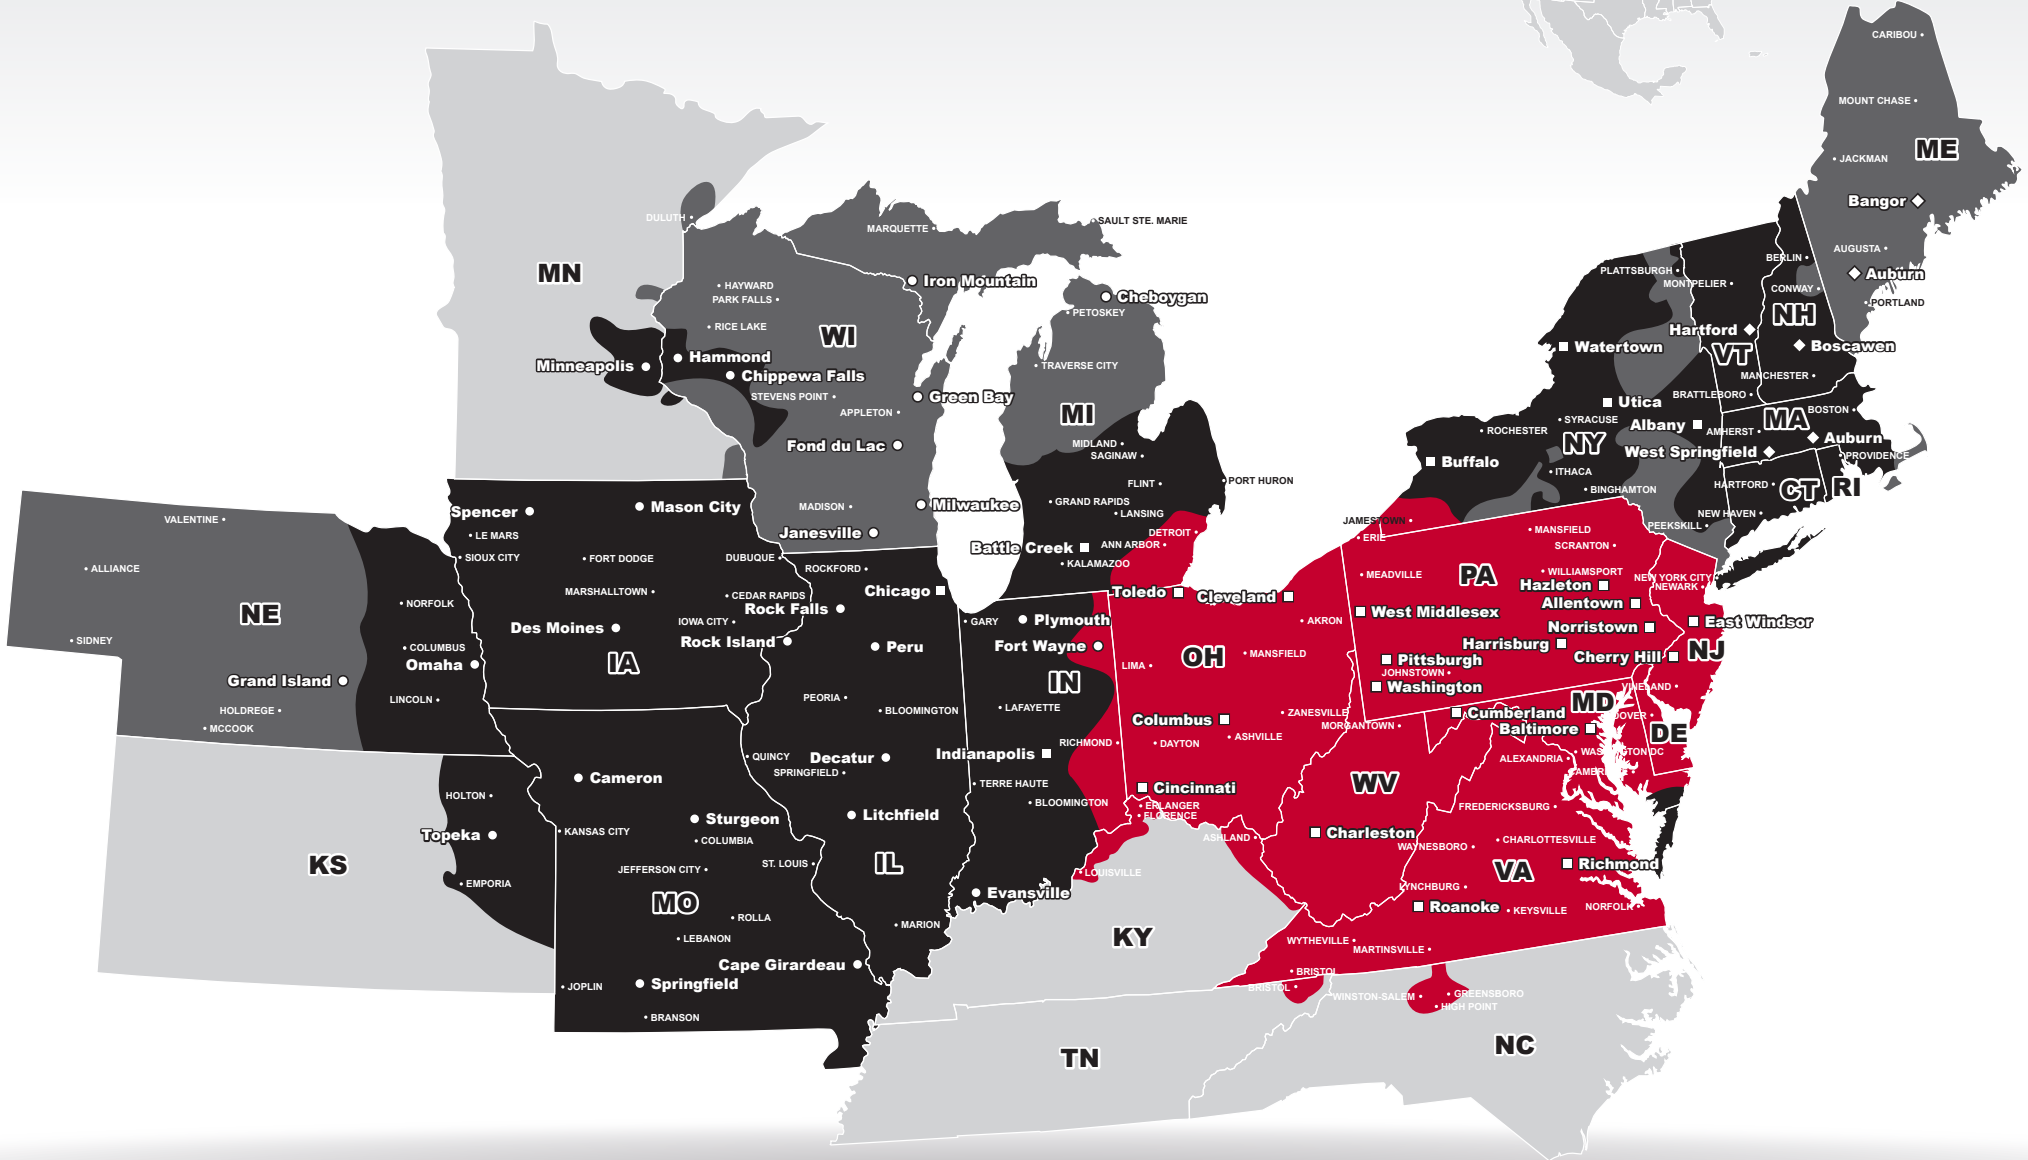 CARIBOU
MOUNT CHASE
JACKMAN
ME
Bangor
AUGUSTA
Auburn
PORTLAND
BERLIN
CONWAY
NH
Boscawen
MANCHESTER
PLATTSBURGH
MONTPELIER
Hartford
VT
BRATTLEBORO
Watertown
Utica
SYRACUSE
ROCHESTER
Albany
NY
Buffalo
ITHACA
BINGHAMTON
JAMESTOWN
PEEKSKILL
AMHERST
MA
BOSTON
Auburn
West Springfield
PROVIDENCE
HARTFORD
CT
RI
NEW HAVEN
DULUTH
MN
Minneapolis
MARQUETTE
SAULT STE. MARIE
Iron Mountain
Cheboygan
PETOSKEY
HAYWARD
PARK FALLS
RICE LAKE
WI
Hammond
Chippewa Falls
STEVENS POINT
APPLETON
Green Bay
Fond du Lac
MADISON
Milwaukee
Janesville
TRAVERSE CITY
MI
MIDLAND
SAGINAW
FLINT
PORT HURON
GRAND RAPIDS
LANSING
DETROIT
Battle Creek
ANN ARBOR
KALAMAZOO
VALENTINE
ALLIANCE
NE
SIDNEY
NORFOLK
COLUMBUS
Omaha
Grand Island
LINCOLN
HOLDREGE
MCCOOK
Spencer
Mason City
LE MARS
SIOUX CITY
FORT DODGE
DUBUQUE
MARSHALLTOWN
CEDAR RAPIDS
Des Moines
IOWA CITY
IA
ROCKFORD
Chicago
Rock Falls
Rock Island
Peru
PEORIA
BLOOMINGTON
QUINCY
Decatur
SPRINGFIELD
Litchfield
IL
MARION
GARY
Plymouth
Fort Wayne
IN
LAFAYETTE
RICHMOND
Indianapolis
TERRE HAUTE
BLOOMINGTON
Evansville
Toledo
Cleveland
AKRON
LIMA
OH
MANSFIELD
Columbus
ZANESVILLE
DAYTON
ASHVILLE
Cincinnati
ERLANGER
FLORENCE
ASHLAND
LOUISVILLE
KY
HOLTON
Topeka
KS
EMPORIA
Cameron
Sturgeon
KANSAS CITY
COLUMBIA
JEFFERSON CITY
ST. LOUIS
MO
ROLLA
LEBANON
Cape Girardeau
JOPLIN
Springfield
BRANSON
ERIE
MANSFIELD
SCRANTON
MEADVILLE
PA
WILLIAMSPORT
Hazleton
NEW YORK CITY
NEWARK
Allentown
West Middlesex
Norristown
East Windsor
Harrisburg
Cherry Hill
NJ
Pittsburgh
JOHNSTOWN
Washington
VINELAND
MD
Cumberland
DOVER
Baltimore
DE
MORGANTOWN
WASHINGTON DC
ALEXANDRIA
WV
FREDERICKSBURG
Charleston
CHARLOTTESVILLE
WAYNESBORO
VA
Richmond
LYNCHBURG
Roanoke
KEYSVILLE
NORFOLK
WYTHEVILLE
MARTINSVILLE
BRISTOL
BRISTOL
WINSTON-SALEM
GREENSBORO
HIGH POINT
TN
NC